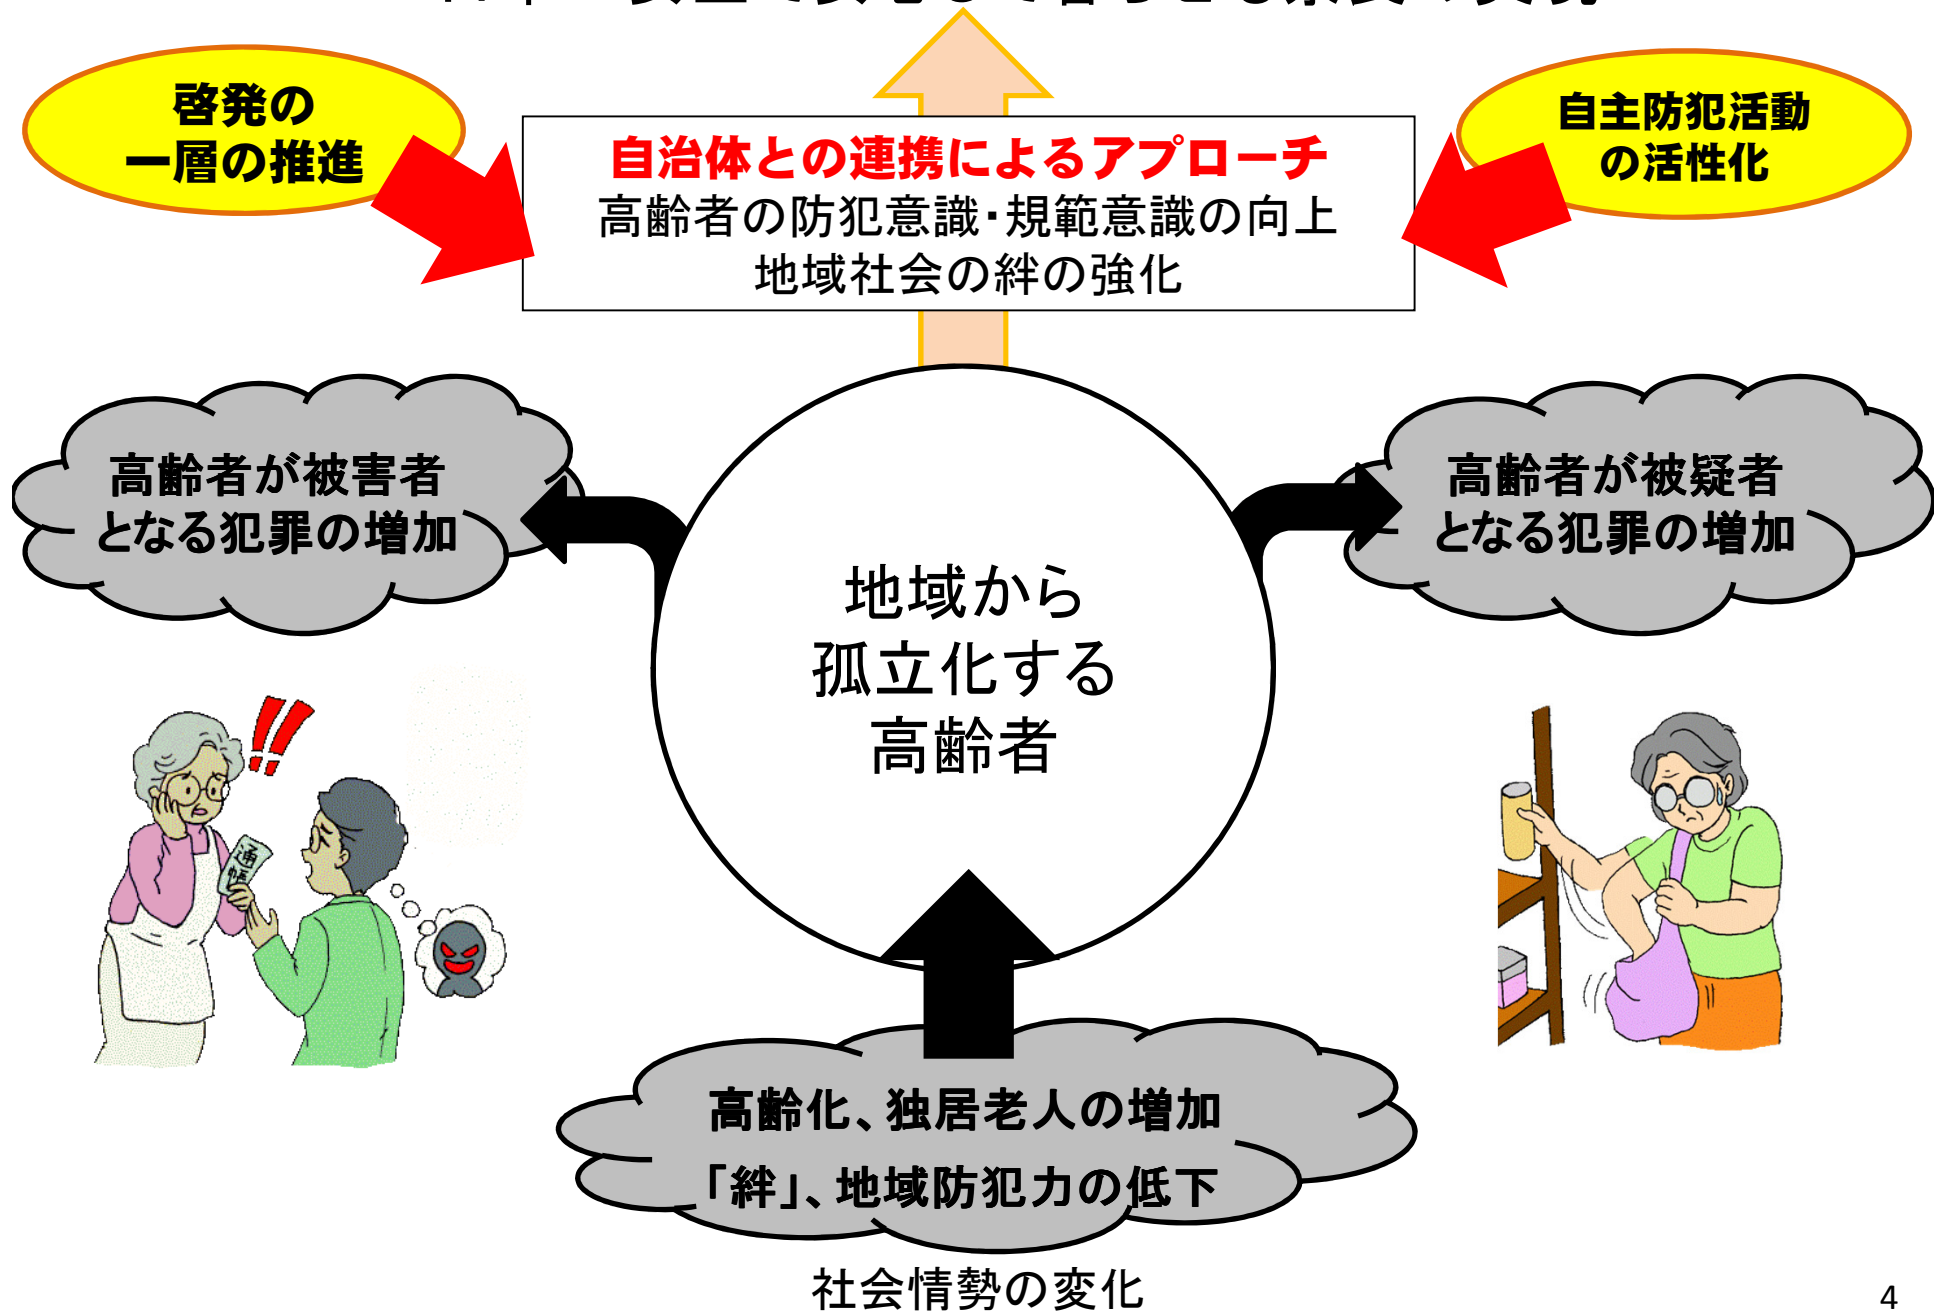 啓発の
一層の推進
自主防犯活動
の活性化
自治体との連携によるアプローチ
高齢者の防犯意識・規範意識の向上
地域社会の絆の強化
高齢者が被害者
となる犯罪の増加
高齢者が被疑者
となる犯罪の増加
地域から
孤立化する
高齢者
!!
通帳
高齢化、独居老人の増加
「絆」、地域防犯力の低下
社会情勢の変化
4